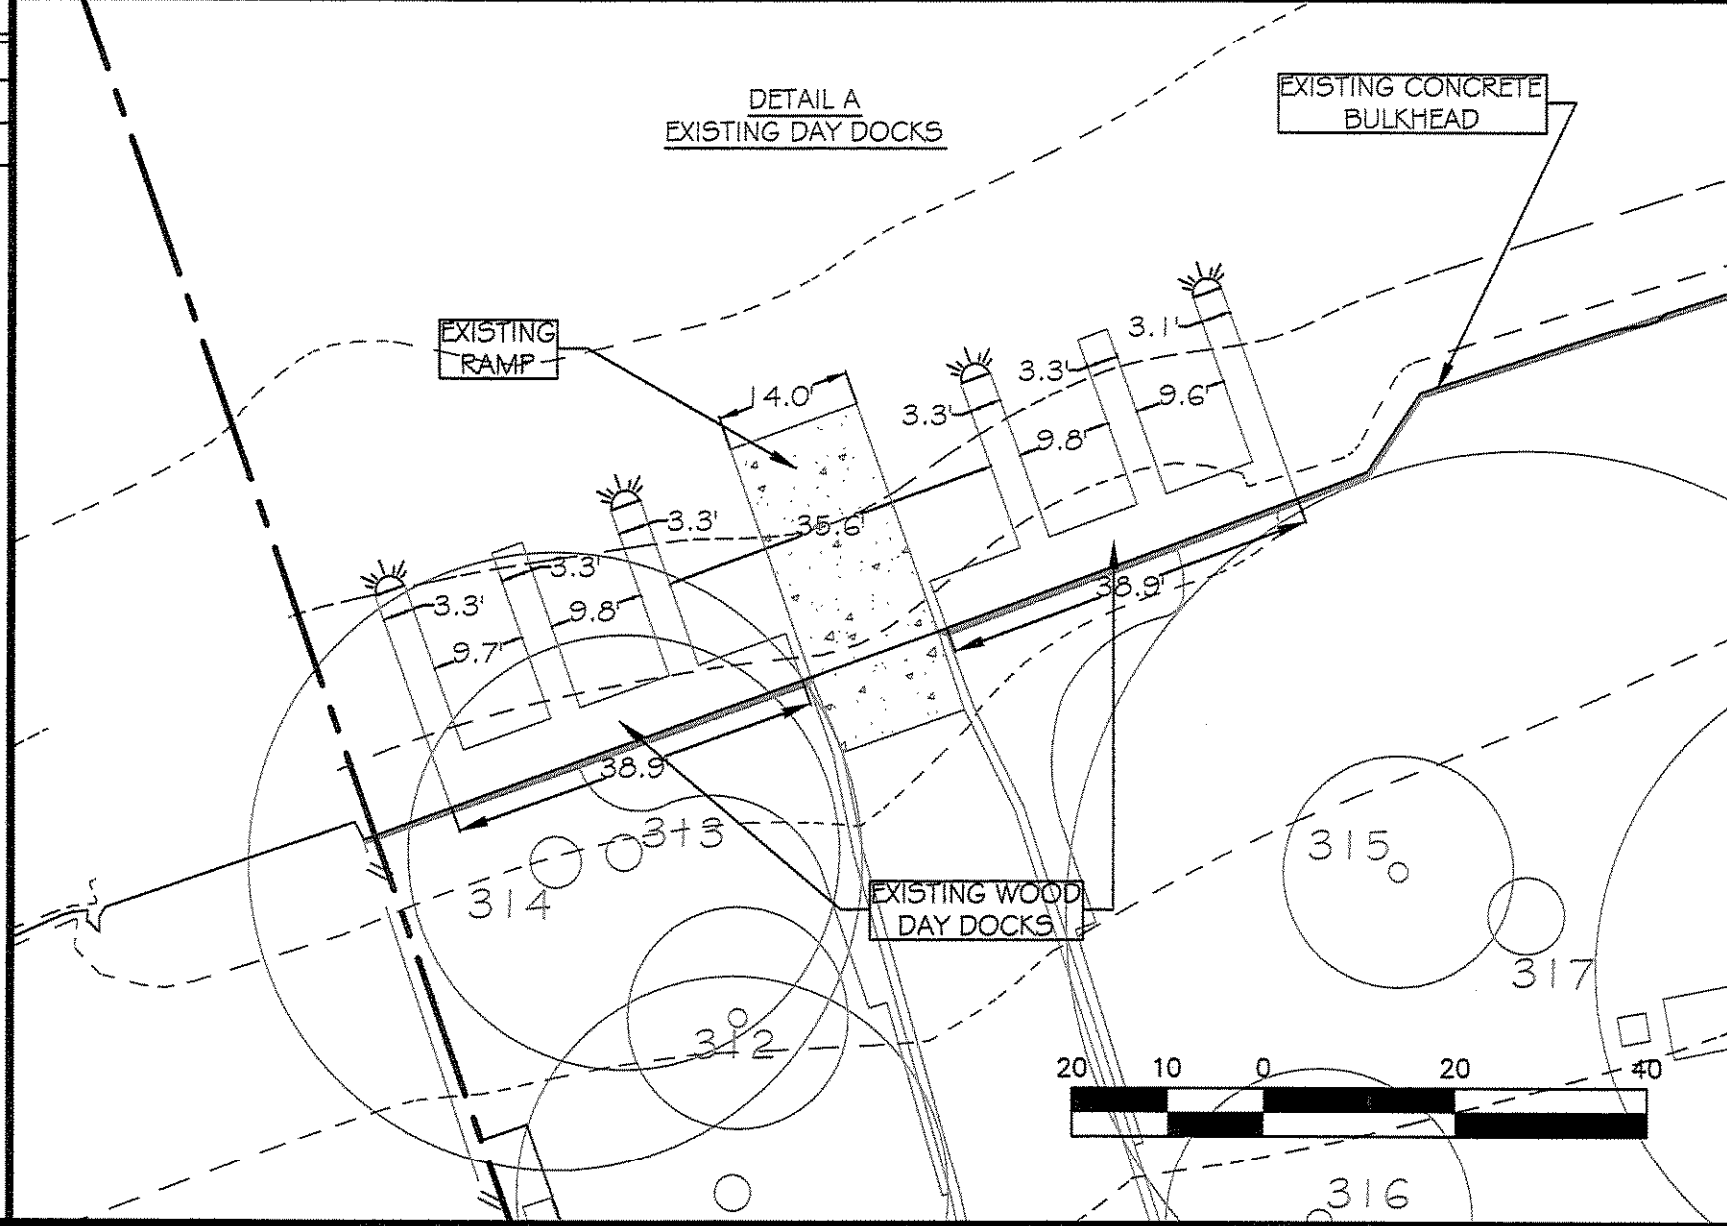 DETAIL A
EXISTING DAY DOCKS
EXISTING CONCRETE
BULKHEAD
EXISTING
RAMP
14.0'
3.1'
3.3'
3.3'
9.6'
9.8'
35.6'
3.3'
3.3'
3.3'
9.8'
9.7'
38.9'
38.9'
EXISTING WOOD
DAY DOCKS
313
314
312
315
317
316
20 10 0 20 40